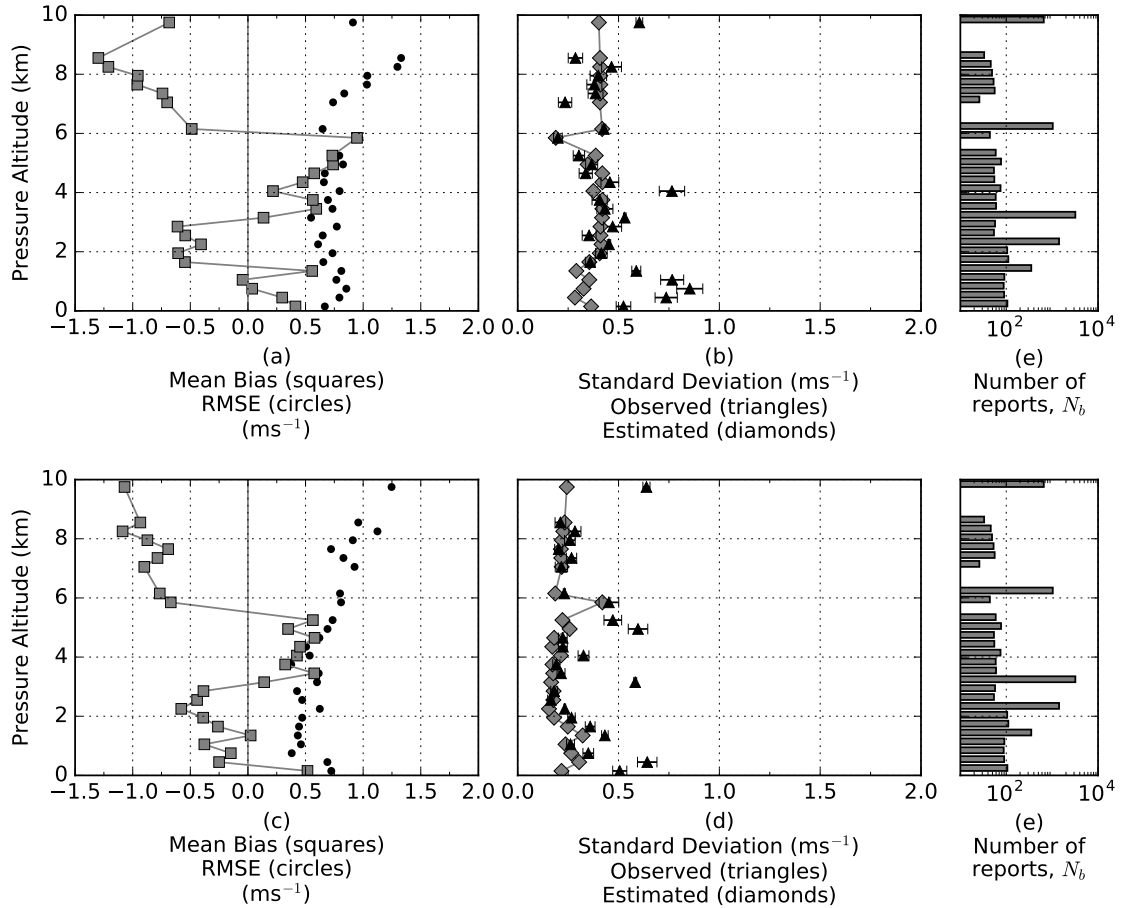 10
8
6
4
2
0
Pressure Altitude (km)
−1.5 −1.0 −0.5 0.0 0.5 1.0 1.5 2.0
(a)
Mean Bias (squares)
RMSE (circles)
(ms⁻¹)
0.0 0.5 1.0 1.5 2.0
(b)
Standard Deviation (ms⁻¹)
Observed (triangles)
Estimated (diamonds)
10² 10⁴
(e)
Number of
reports, N_b
10
8
6
4
2
0
Pressure Altitude (km)
−1.5 −1.0 −0.5 0.0 0.5 1.0 1.5 2.0
(c)
Mean Bias (squares)
RMSE (circles)
(ms⁻¹)
0.0 0.5 1.0 1.5 2.0
(d)
Standard Deviation (ms⁻¹)
Observed (triangles)
Estimated (diamonds)
10² 10⁴
(e)
Number of
reports, N_b